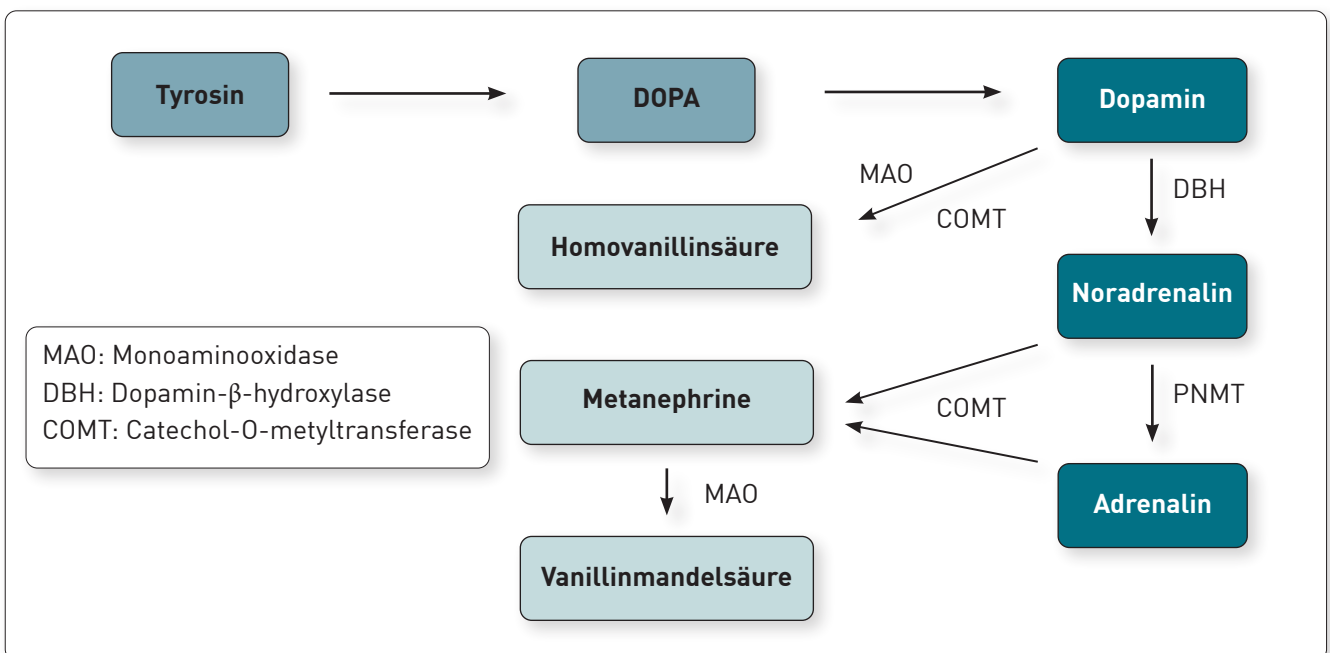 Tyrosin
DOPA
Dopamin
MAO
COMT
DBH
Homovanillinsäure
Noradrenalin
MAO: Monoaminooxidase
DBH: Dopamin-β-hydroxylase
COMT: Catechol-O-metyltransferase
Metanephrine
COMT
PNMT
MAO
Adrenalin
Vanillinmandelsäure